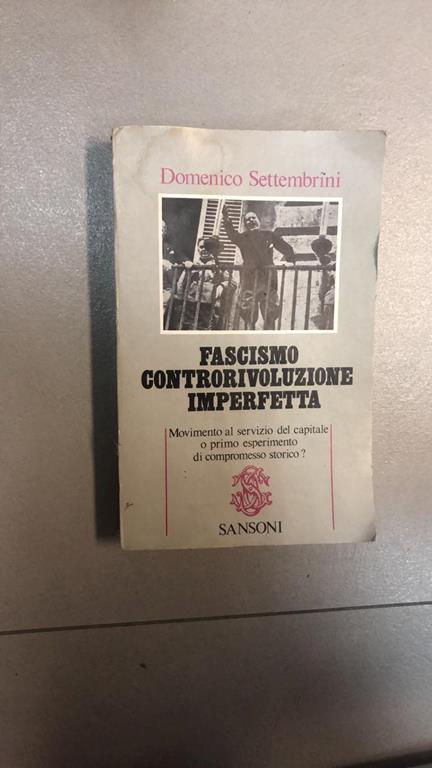 Domenico Settembrini
FASCISMO
CONTRORIVOLUZIONE
IMPERFETTA
Movimento al servizio del capitale
o primo esperimento
di compromesso storico?
SANSONI